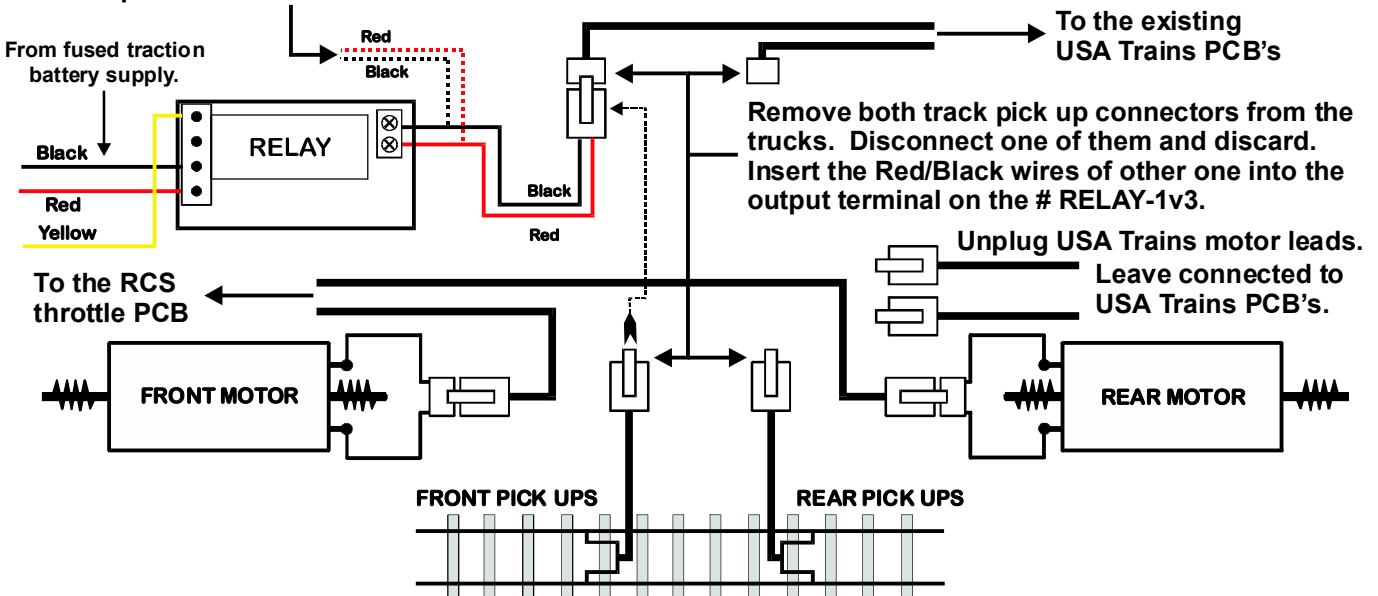 To the existing
USA Trains PCB's
From fused traction
battery supply.
Red
Black
RELAY
Black
Red
Yellow
Black
Red
Remove both track pick up connectors from the
trucks. Disconnect one of them and discard.
Insert the Red/Black wires of other one into the
output terminal on the # RELAY-1v3.
Unplug USA Trains motor leads.
Leave connected to
USA Trains PCB's.
To the RCS
throttle PCB
FRONT MOTOR
REAR MOTOR
FRONT PICK UPS
REAR PICK UPS